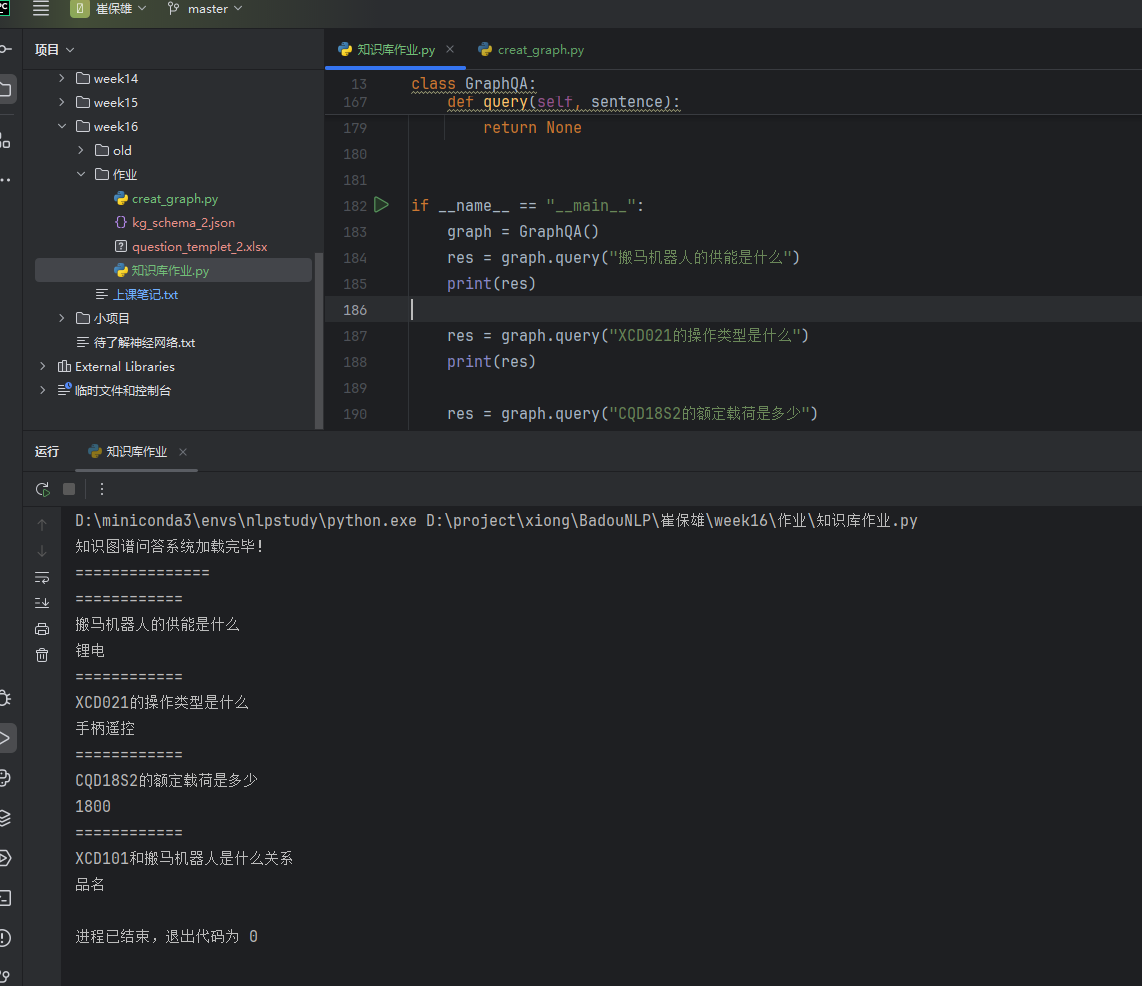 PC
崔保雄
master
项目
week14
week15
week16
old
作业
creat_graph.py
kg_schema_2.json
question_templet_2.xlsx
知识库作业.py
上课笔记.txt
小项目
待了解神经网络.txt
External Libraries
临时文件和控制台
知识库作业.py
creat_graph.py
13 class GraphQA:
167 def query(self, sentence):
179 return None
180
181
182 if __name__ == "__main__":
183 graph = GraphQA()
184 res = graph.query("搬马机器人的供能是什么")
185 print(res)
186
187 res = graph.query("XCD021的操作类型是什么")
188 print(res)
189
190 res = graph.query("CQD18S2的额定载荷是多少")
运行
知识库作业
D:\miniconda3\envs\nlpstudy\python.exe D:\project\xiong\BadouNLP\崔保雄\week16\作业\知识库作业.py
知识图谱问答系统加载完毕!
===============
============
搬马机器人的供能是什么
锂电
============
XCD021的操作类型是什么
手柄遥控
============
CQD18S2的额定载荷是多少
1800
============
XCD101和搬马机器人是什么关系
品名
进程已结束，退出代码为 0